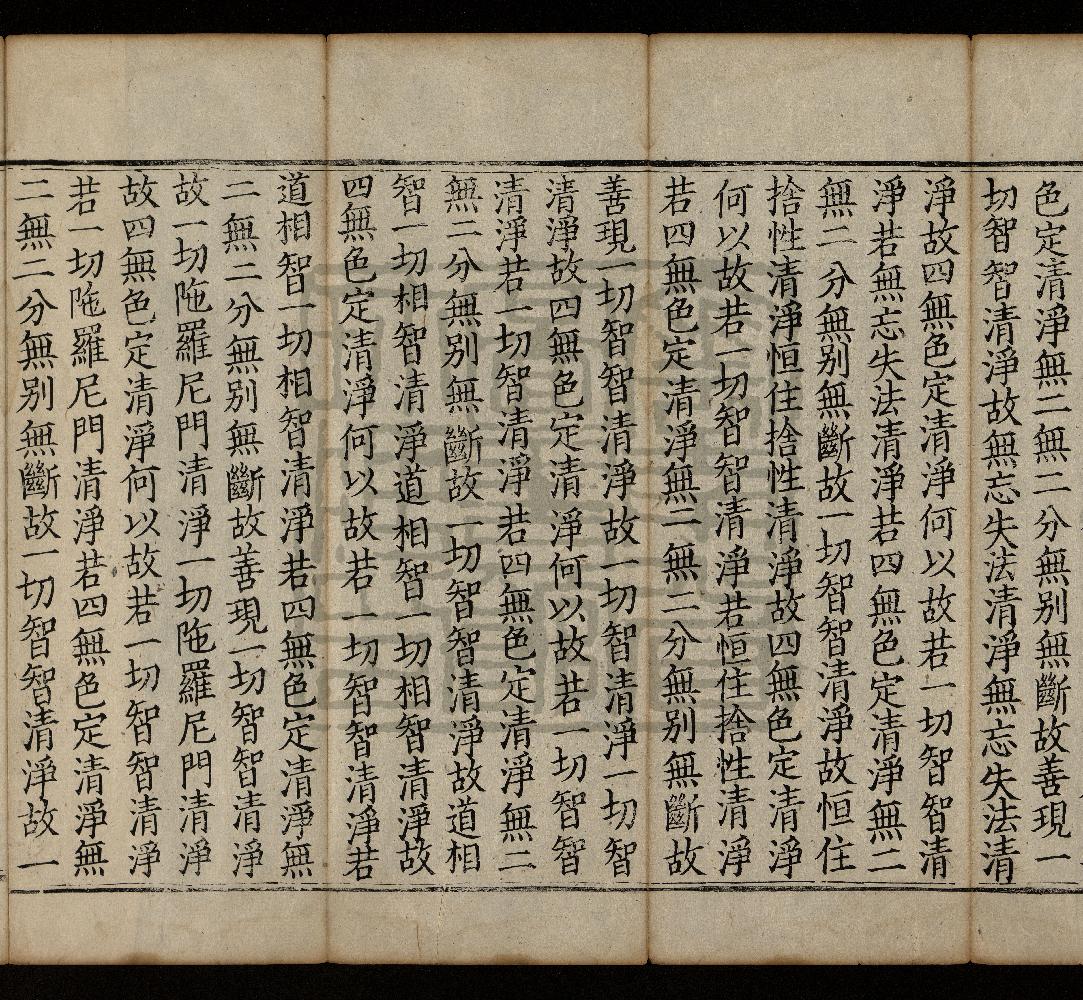 色定清淨無二無二分無别無斷故善現一
切智智清淨故無忘失法清淨無忘失法清
淨故四無色定清淨何以故若一切智智清
淨若無忘失法清淨若四無色定清淨無二
無二分無别無斷故一切智智清淨故恒住
捨性清淨恒住捨性清淨故四無色定清淨
何以故若一切智智清淨若恒住捨性清淨
若四無色定清淨無二無二分無别無斷故
善現一切智智清淨故一切智清淨一切智
清淨故四無色定清淨何以故若一切智智
清淨若一切智清淨若四無色定清淨無二
無二分無别無斷故一切智智清淨故道相
智一切相智清淨道相智一切相智清淨故
四無色定清淨何以故若一切智智清淨若
道相智一切相智清淨若四無色定清淨無
二無二分無别無斷故善現一切智智清淨
故一切陁羅尼門清淨一切陁羅尼門清淨
故四無色定清淨何以故若一切智智清淨
若一切陁羅尼門清淨若四無色定清淨無
二無二分無别無斷故一切智智清淨故一